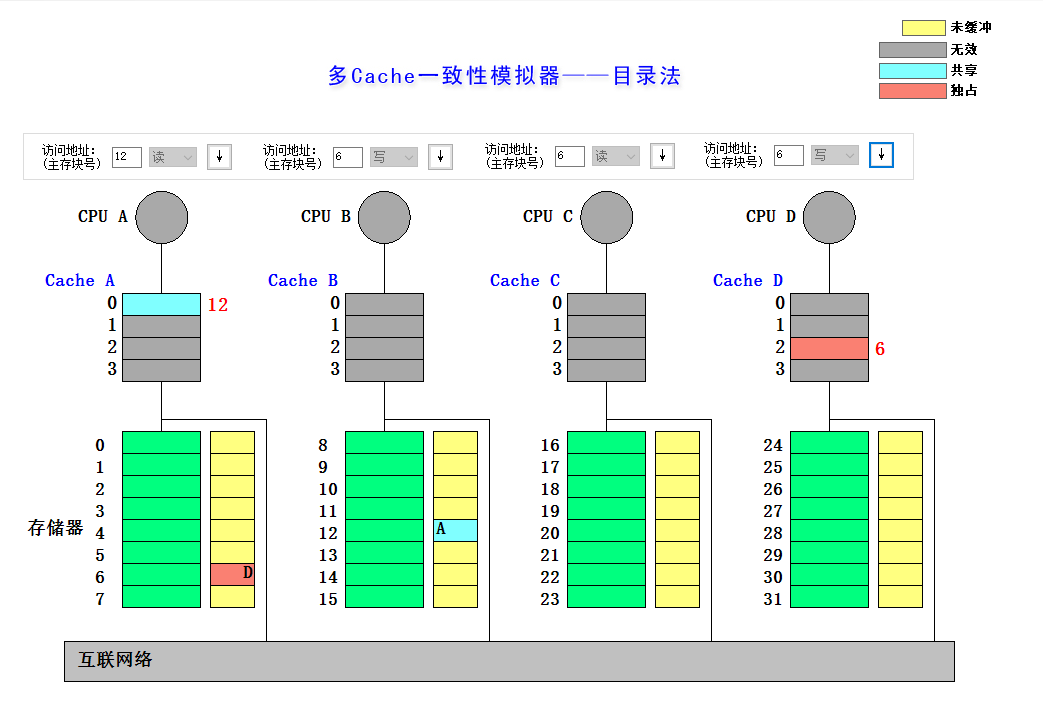 未缓冲
无效
共享
独占
多Cache一致性模拟器——目录法
访问地址:
(主存块号)
12
读
↓
访问地址:
(主存块号)
6
写
↓
访问地址:
(主存块号)
6
读
↓
访问地址:
(主存块号)
6
写
↓
CPU A
CPU B
CPU C
CPU D
Cache A
0
12
1
2
3
Cache B
0
1
2
3
Cache C
0
1
2
3
Cache D
0
1
2
6
3
存储器
0
1
2
3
4
5
6
D
7
8
9
10
11
12
A
13
14
15
16
17
18
19
20
21
22
23
24
25
26
27
28
29
30
31
互联网络